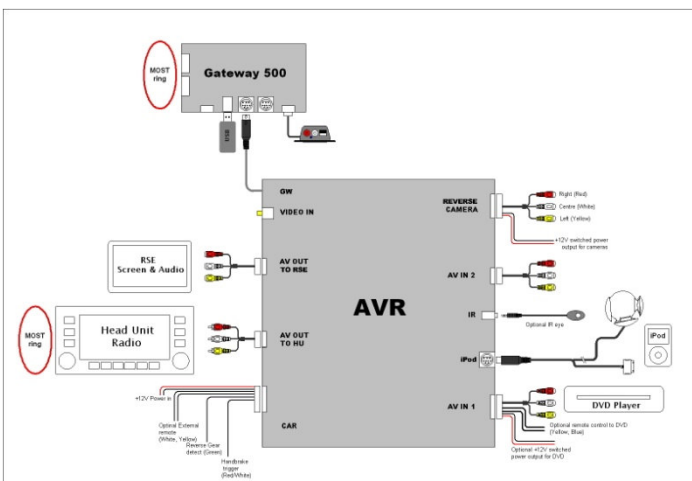 MOST
ring
Gateway 500
USB
GW
VIDEO IN
REVERSE
CAMERA
Right (Red)
Centre (White)
Left (Yellow)
+12V switched power
output for cameras
RSE
Screen & Audio
AV OUT
TO RSE
AV IN 2
AVR
IR
Optional IR eye
MOST
ring
Head Unit
Radio
AV OUT
TO HU
iPod
iPod
+12V Power in
Optinal External
remote
(White, Yellow)
Reverse Gear
detect (Green)
Handbrake
trigger
(Red/White)
CAR
AV IN 1
DVD Player
Optional remote control to DVD
(Yellow, Blue)
Optional +12V switched
power output for DVD